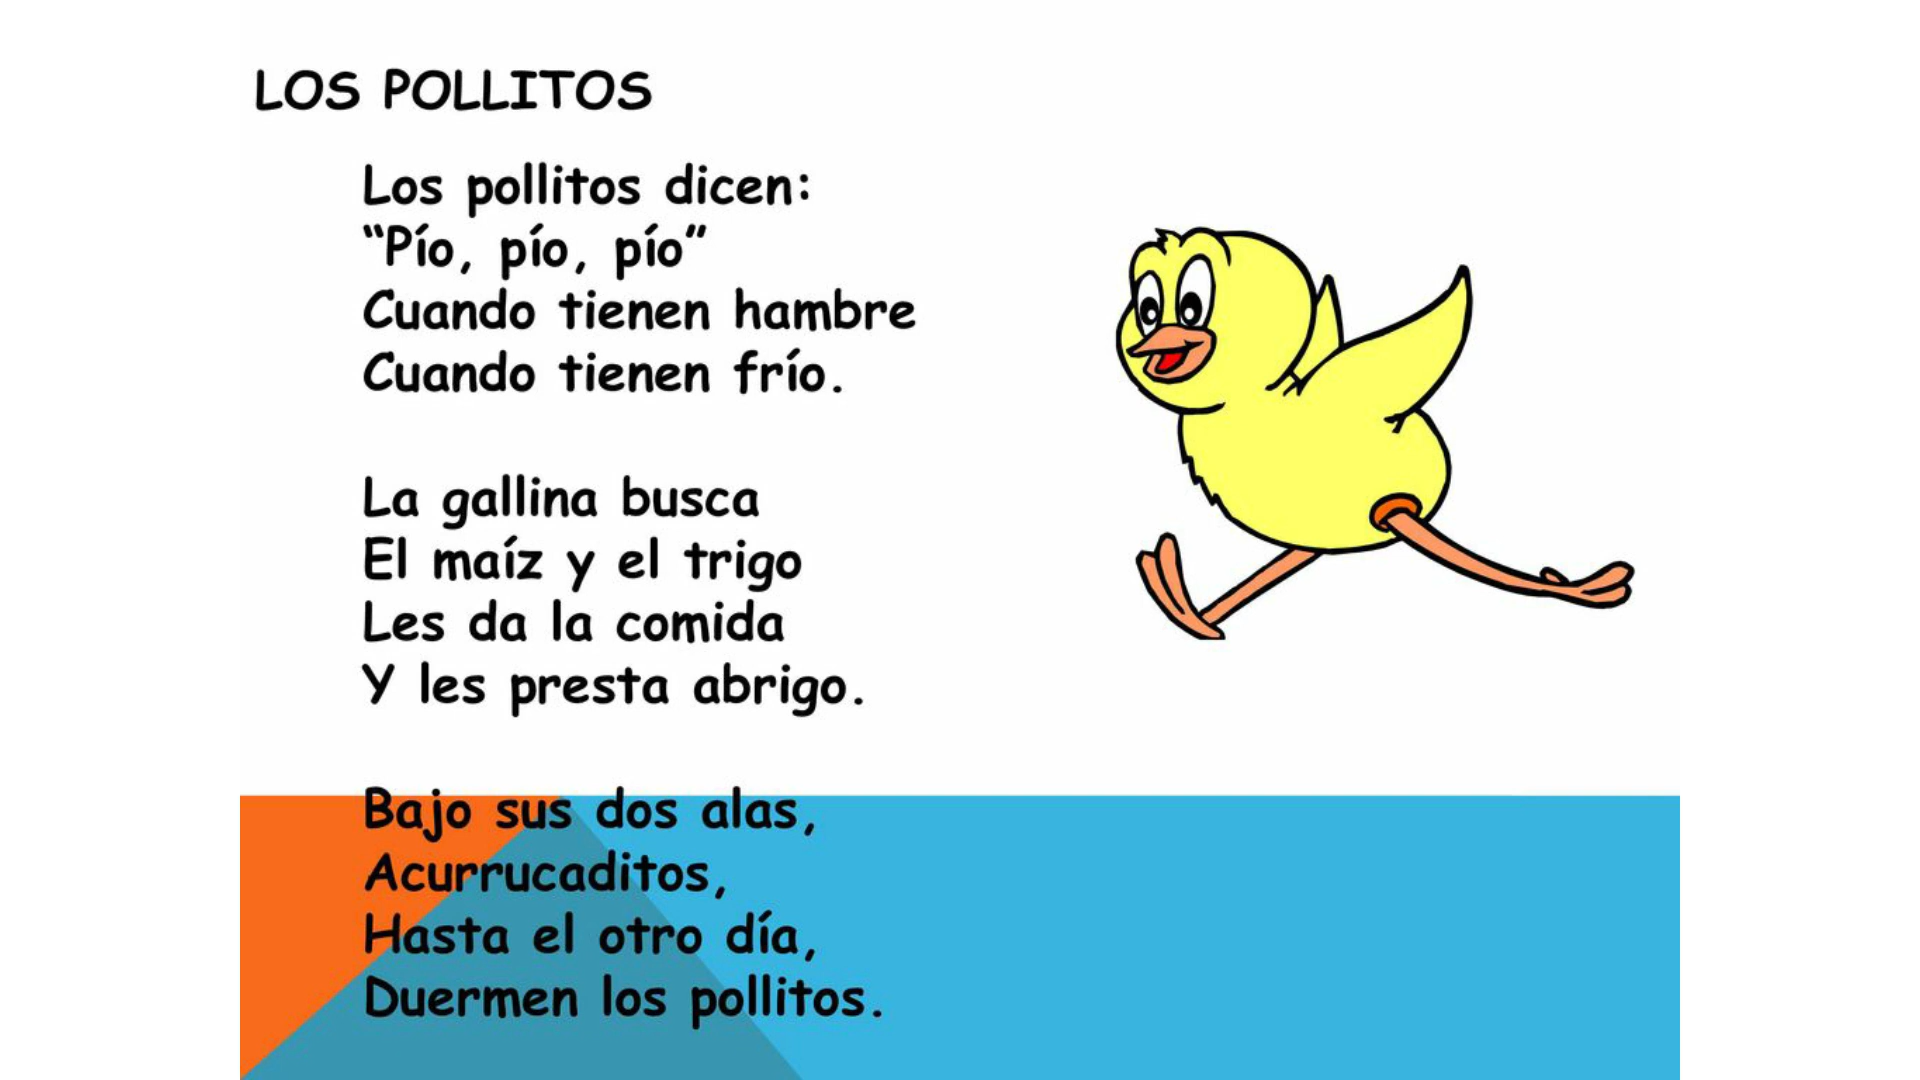 LOS POLLITOS
Los pollitos dicen:
“Pío, pío, pío”
Cuando tienen hambre
Cuando tienen frío.
La gallina busca
El maíz y el trigo
Les da la comida
Y les presta abrigo.
Bajo sus dos alas,
Acurrucaditos,
Hasta el otro día,
Duermen los pollitos.